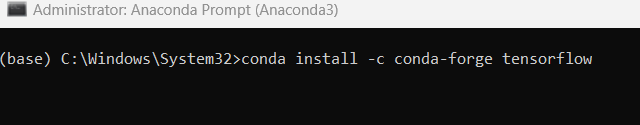 Administrator: Anaconda Prompt (Anaconda3)
(base) C:\Windows\System32>conda install -c conda-forge tensorflow